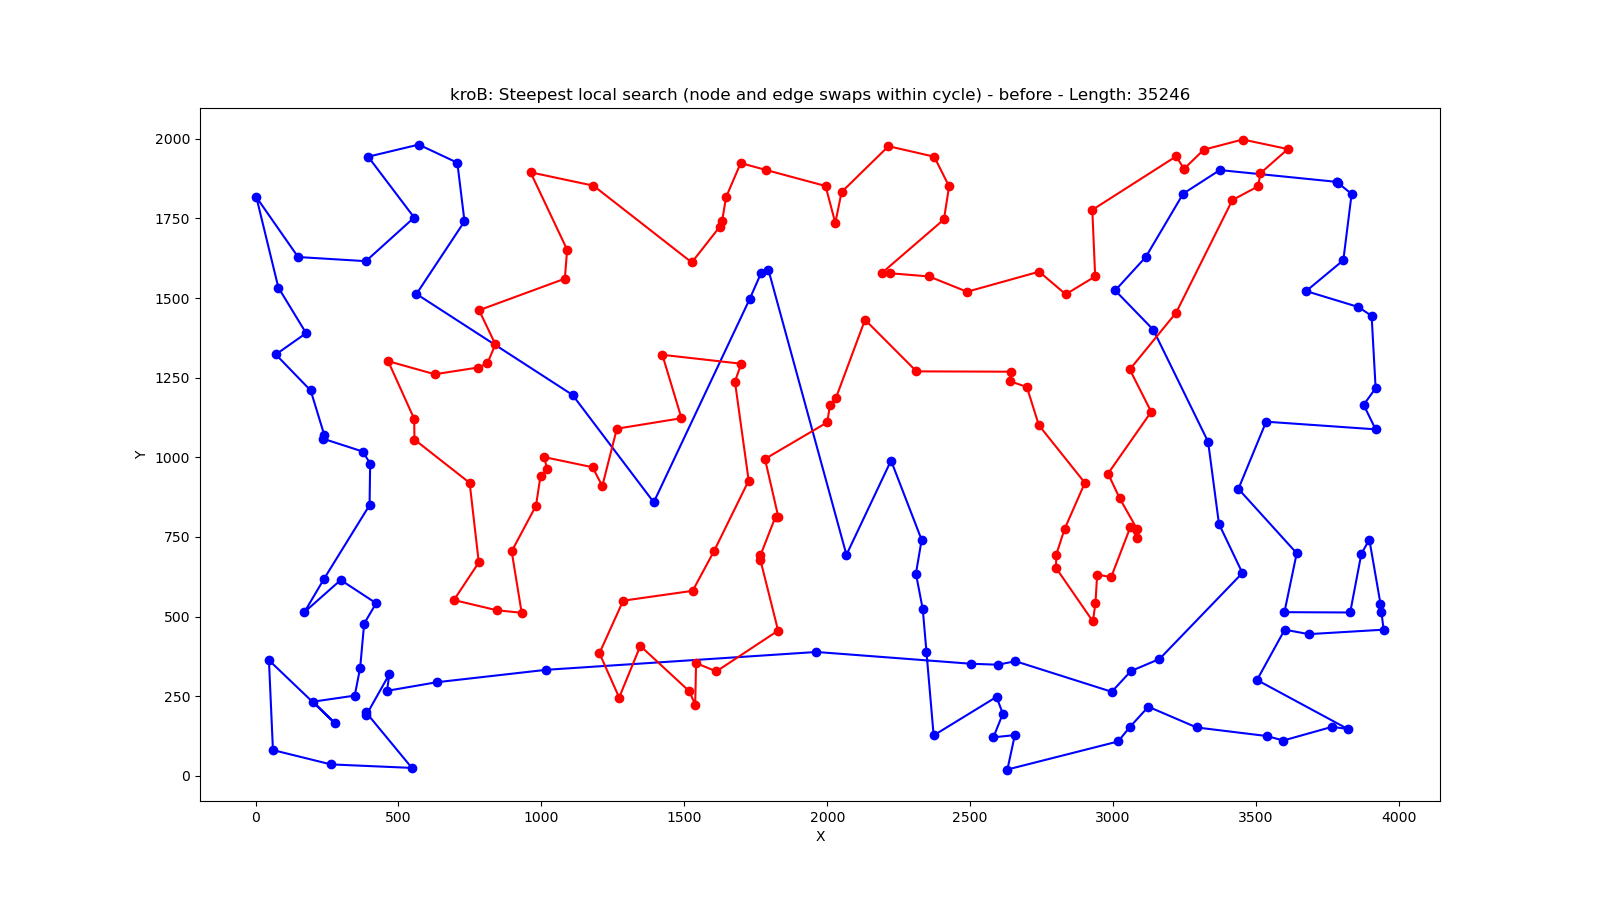 kroB: Steepest local search (node and edge swaps within cycle) - before - Length: 35246
2000
1750
1500
1250
1000
750
500
250
0
Y
0 500 1000 1500 2000 2500 3000 3500 4000
X